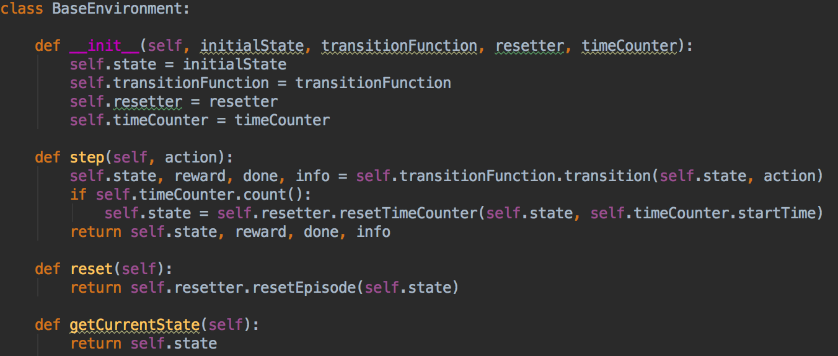 class BaseEnvironment:
    def __init__(self, initialState, transitionFunction, resetter, timeCounter):
        self.state = initialState
        self.transitionFunction = transitionFunction
        self.resetter = resetter
        self.timeCounter = timeCounter
    def step(self, action):
        self.state, reward, done, info = self.transitionFunction.transition(self.state, action)
        if self.timeCounter.count():
            self.state = self.resetter.resetTimeCounter(self.state, self.timeCounter.startTime)
        return self.state, reward, done, info
    def reset(self):
        return self.resetter.resetEpisode(self.state)
    def getCurrentState(self):
        return self.state